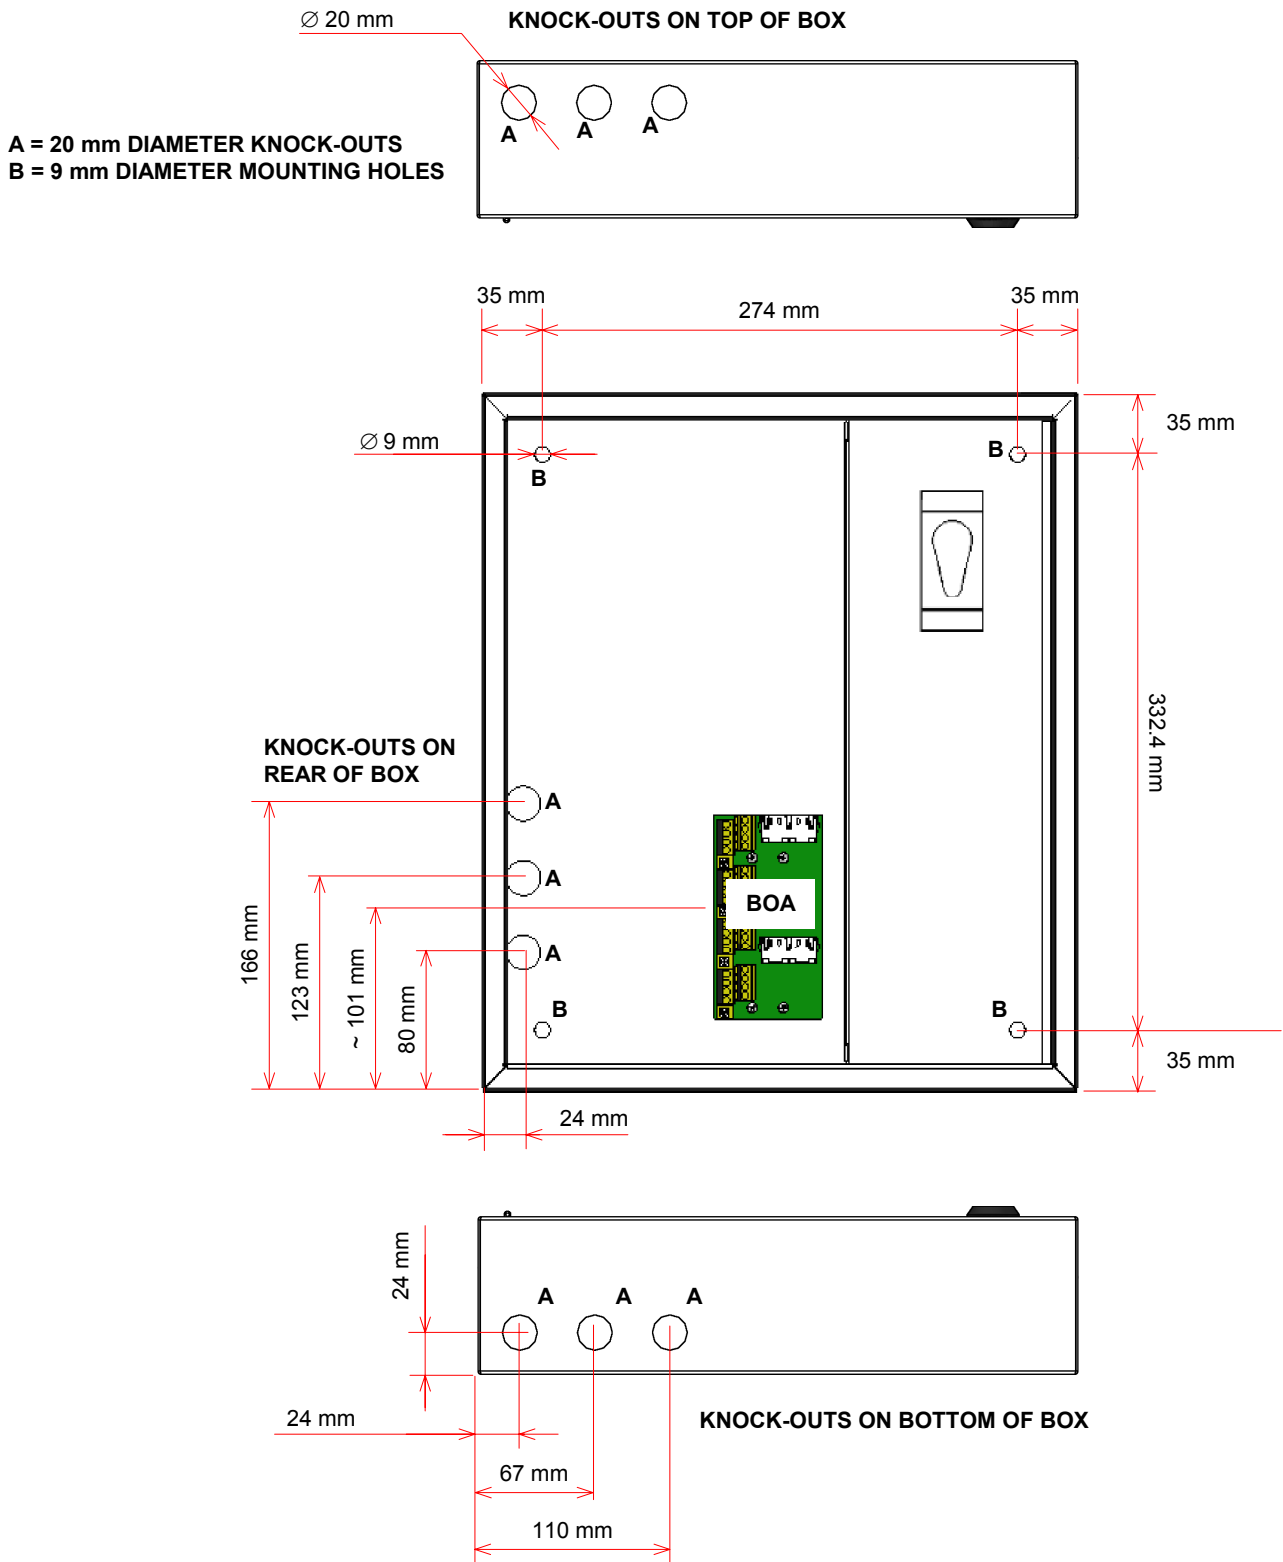 ∅ 20 mm
KNOCK-OUTS ON TOP OF BOX
A
A
A
A = 20 mm DIAMETER KNOCK-OUTS
B = 9 mm DIAMETER MOUNTING HOLES
35 mm
274 mm
35 mm
35 mm
∅ 9 mm
B
B
332.4 mm
KNOCK-OUTS ON
REAR OF BOX
A
A
A
BOA
166 mm
123 mm
~ 101 mm
80 mm
B
B
35 mm
24 mm
24 mm
A
A
A
24 mm
KNOCK-OUTS ON BOTTOM OF BOX
67 mm
110 mm